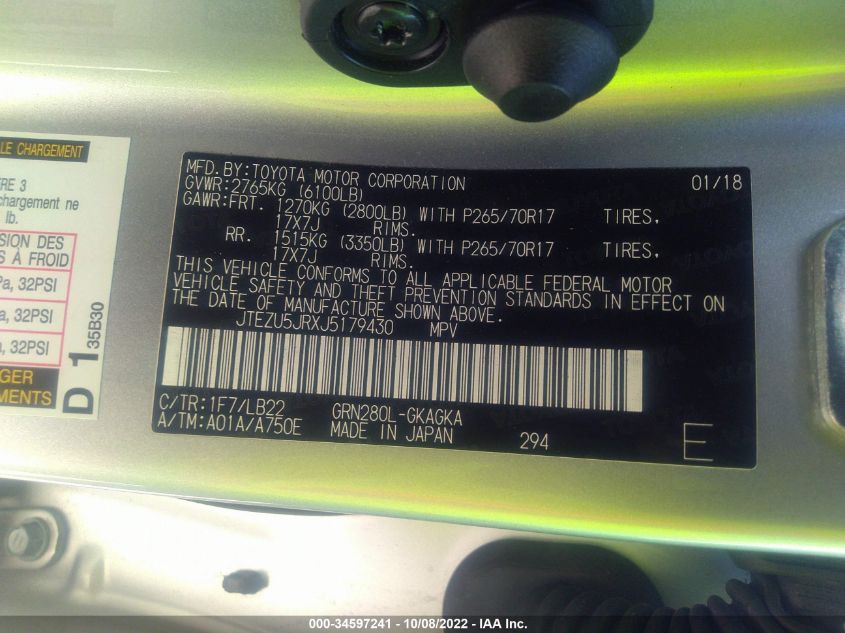 LE CHARGEMENT
RE 3
chargement ne
lb.
SION DES
S À FROID
Pa, 32PSI
a, 32PSI
a, 32PSI
GER
EMENTS
D 1
35B30
MFD. BY: TOYOTA MOTOR CORPORATION 01/18
GVWR: 2765KG (6100LB)
GAWR: FRT. 1270KG (2800LB) WITH P265/70R17 TIRES,
17X7J RIMS.
RR. 1515KG (3350LB) WITH P265/70R17 TIRES,
17X7J RIMS.
THIS VEHICLE CONFORMS TO ALL APPLICABLE FEDERAL MOTOR
VEHICLE SAFETY AND THEFT PREVENTION STANDARDS IN EFFECT ON
THE DATE OF MANUFACTURE SHOWN ABOVE.
JTEZU5JRXJ5179430 MPV
C/TR: 1F7/LB22 GRN280L-GKAGKA
A/TM: A01A/A750E MADE IN JAPAN 294 E
000-34597241 - 10/08/2022 - IAA Inc.